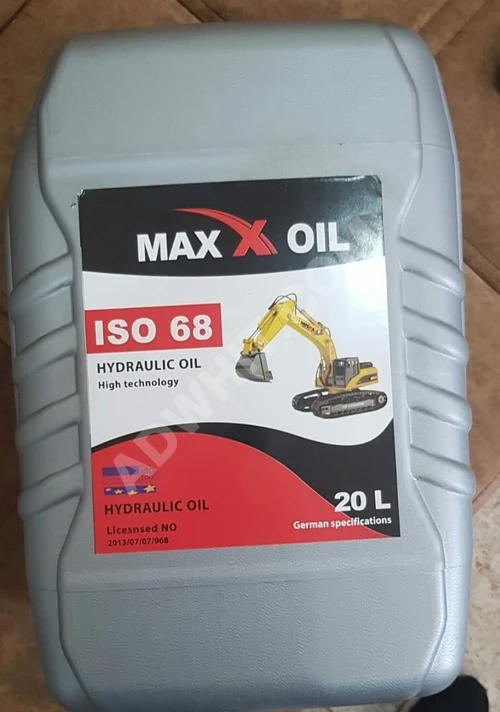 MAX X OIL
ISO 68
HYDRAULIC OIL
High technology
HYDRAULIC OIL
Licesnsed NO
2013/07/07/968
20 L
German specifications